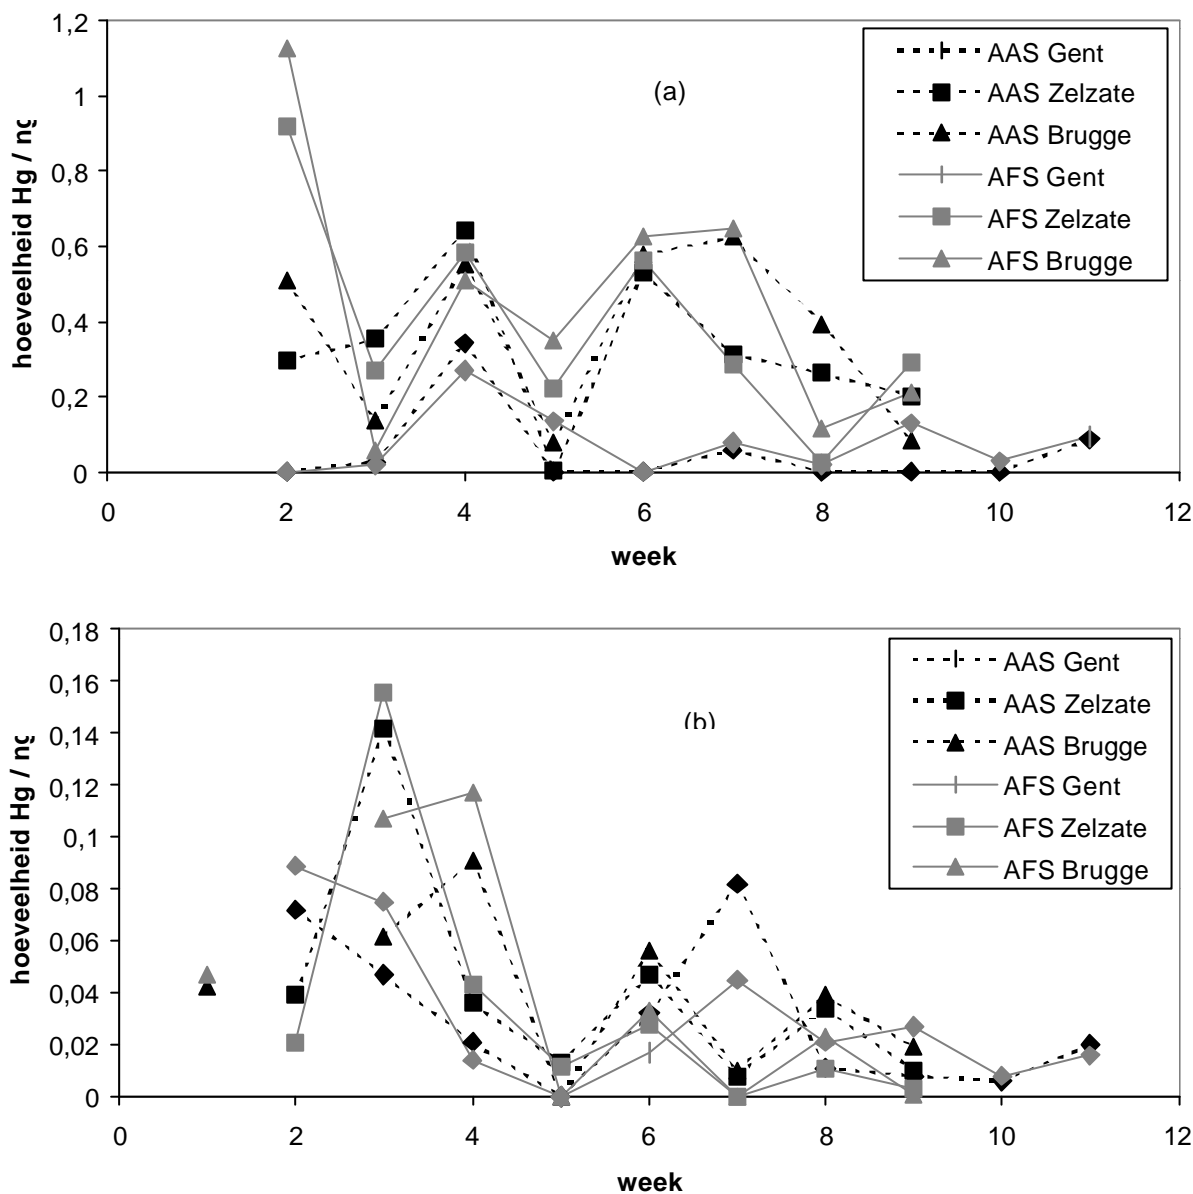 1,2
1
0,8
0,6
0,4
0,2
0
hoeveelheid Hg / ng
(a)
AAS Gent
AAS Zelzate
AAS Brugge
AFS Gent
AFS Zelzate
AFS Brugge
0 2 4 6 8 10 12
week
0,18
0,16
0,14
0,12
0,1
0,08
0,06
0,04
0,02
0
hoeveelheid Hg / ng
(b)
AAS Gent
AAS Zelzate
AAS Brugge
AFS Gent
AFS Zelzate
AFS Brugge
0 2 4 6 8 10 12
week